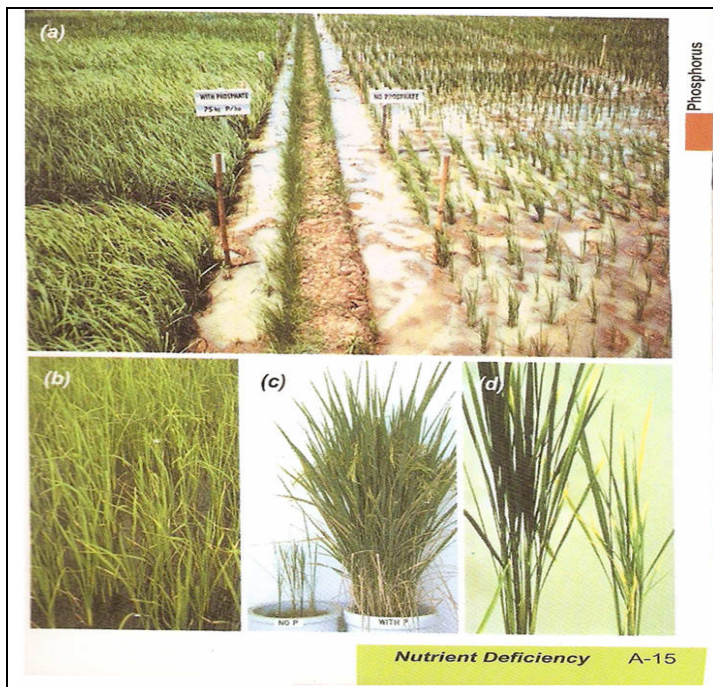 (a)
WITH PHOSPHATE
75 kg P/ha
NO PHOSPHATE
Phosphorus
(b)
(c)
(d)
NO P
WITH P
Nutrient Deficiency A-15